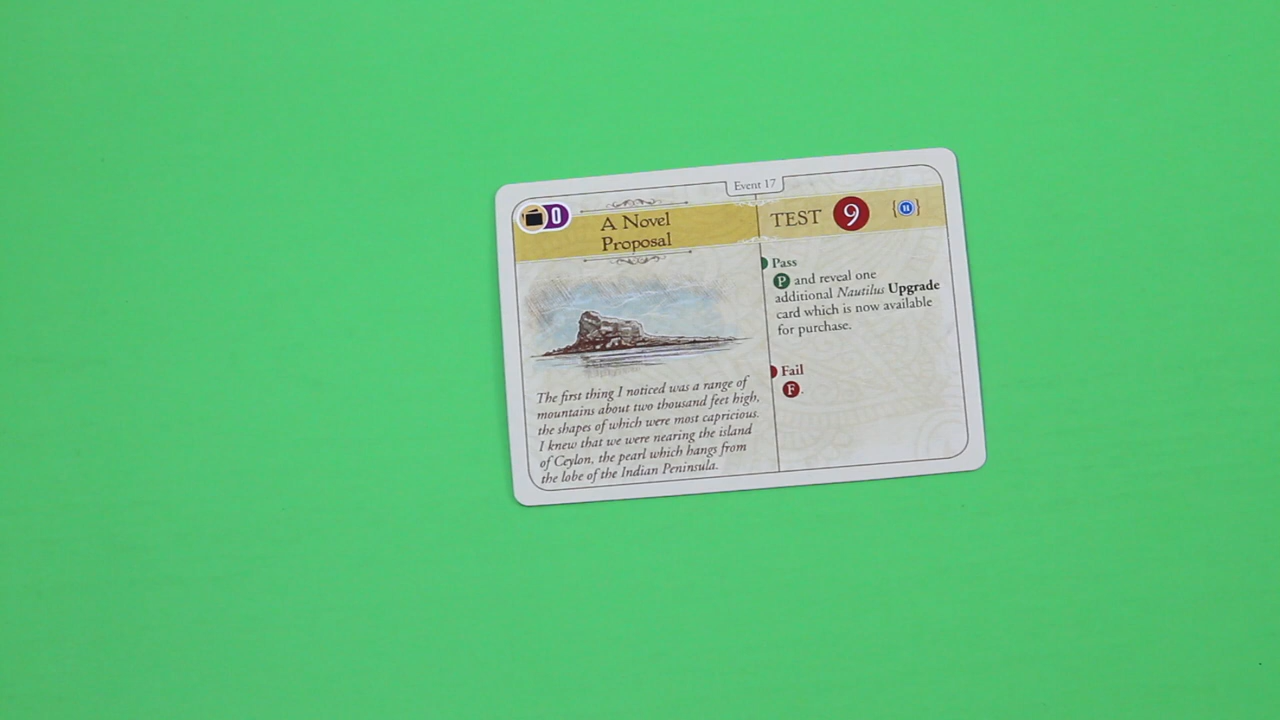 Event 17
0
A Novel
Proposal
The first thing I noticed was a range of
mountains about two thousand feet high,
the shapes of which were most capricious.
I knew that we were nearing the island
of Ceylon, the pearl which hangs from
the lobe of the Indian Peninsula.
TEST 9
Pass
P and reveal one
additional Nautilus Upgrade
card which is now available
for purchase.
Fail
F.